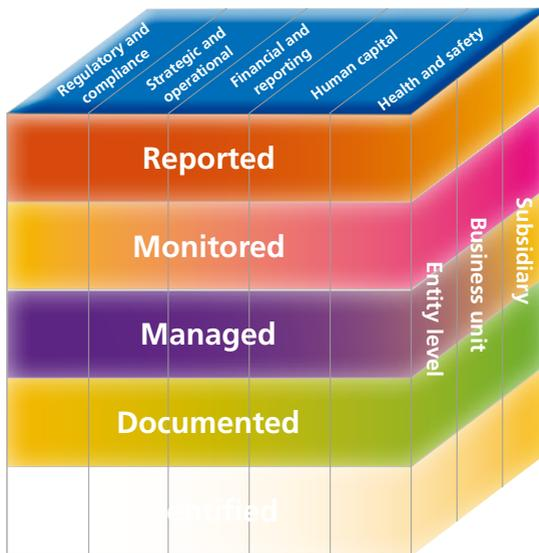 Regulatory and
compliance
Strategic and
operational
Financial and
reporting
Human capital
Health and safety
Reported
Monitored
Managed
Documented
Identified
Entity level
Business unit
Subsidiary